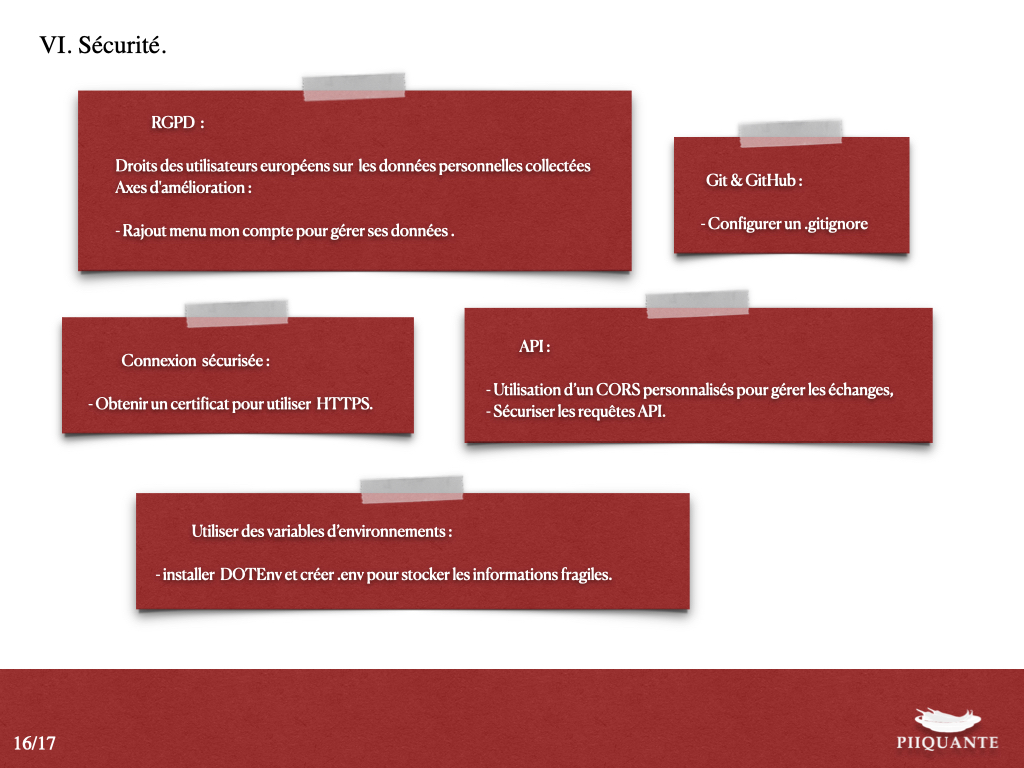 VI. Sécurité.
RGPD :
Droits des utilisateurs européens sur les données personnelles collectées
Axes d'amélioration :
- Rajout menu mon compte pour gérer ses données .
Git & GitHub :
- Configurer un .gitignore
Connexion sécurisée :
- Obtenir un certificat pour utiliser HTTPS.
API :
- Utilisation d'un CORS personnalisés pour gérer les échanges,
- Sécuriser les requêtes API.
Utiliser des variables d'environnements :
- installer DOTEnv et créer .env pour stocker les informations fragiles.
16/17
PIIQUANTE